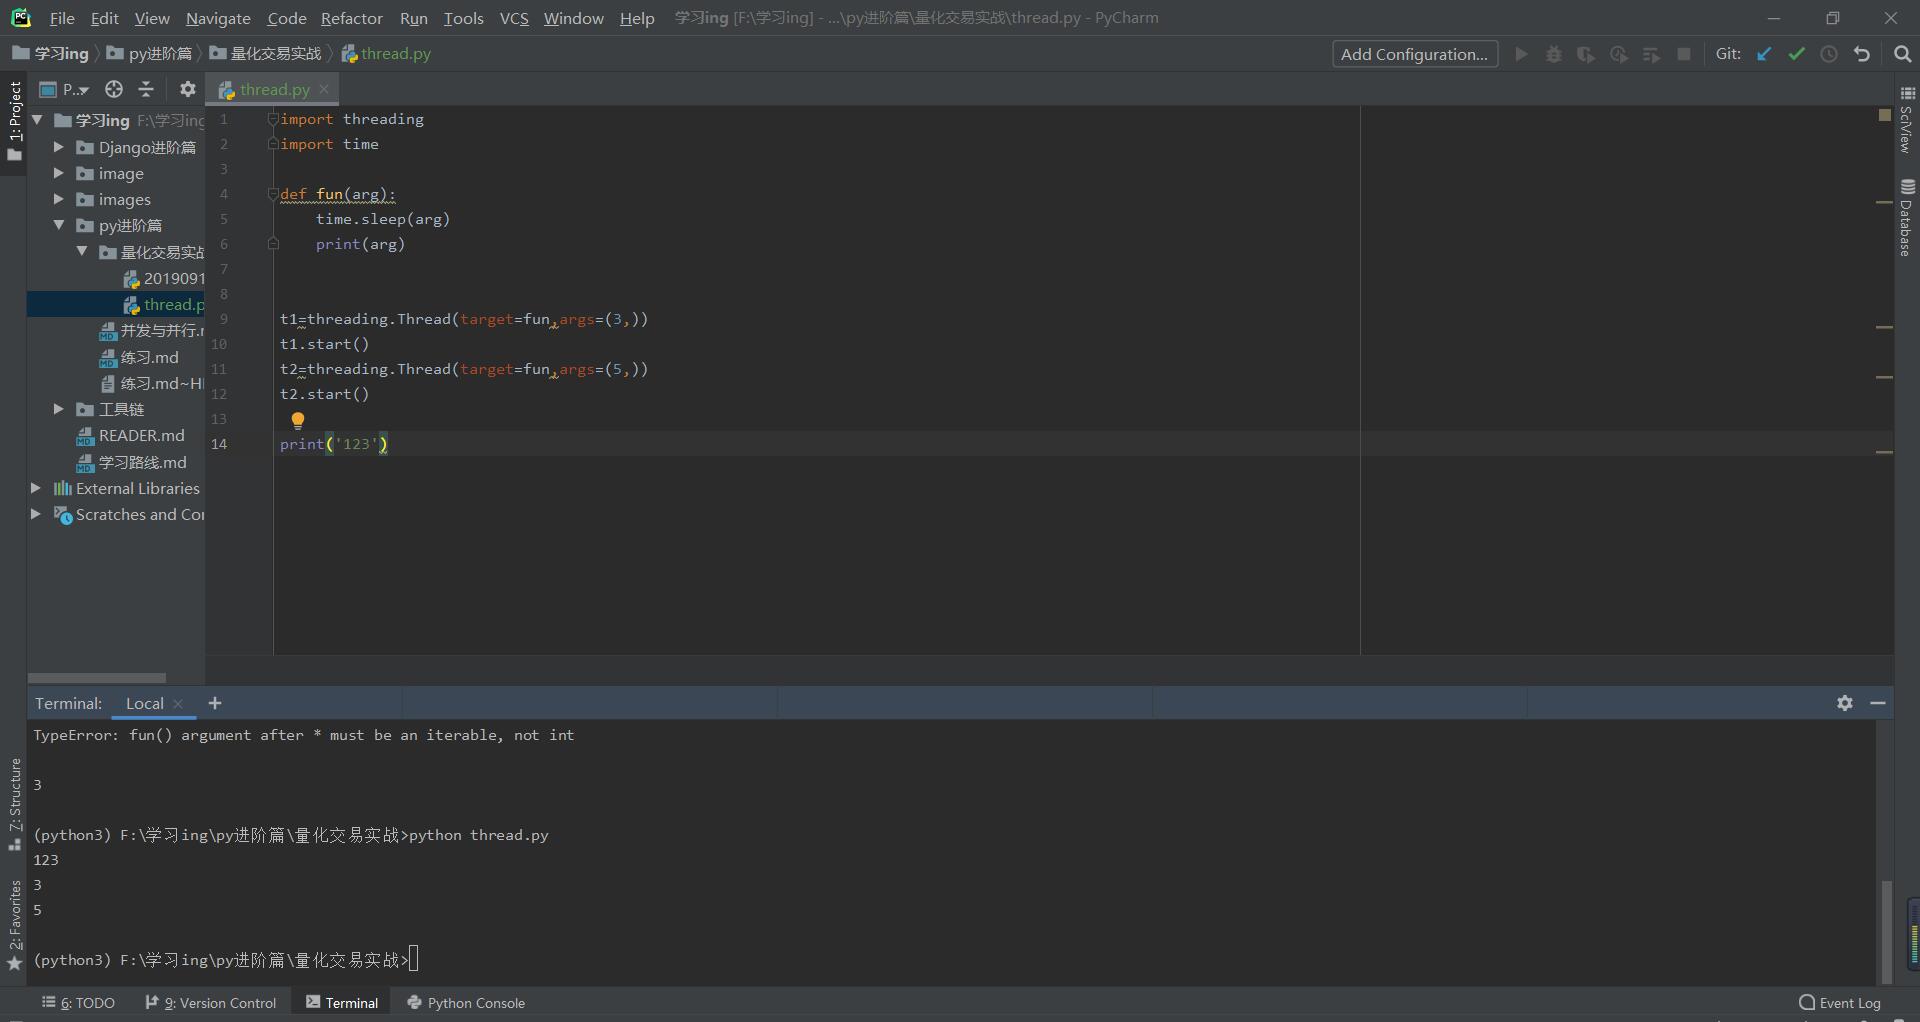 File Edit View Navigate Code Refactor Run Tools VCS Window Help 学习ing [F:\学习ing] - ...\py进阶篇\量化交易实战\thread.py - PyCharm
学习ing py进阶篇 量化交易实战 thread.py Add Configuration... Git:
1: Project
P...
thread.py
学习ing F:\学习ing
Django进阶篇
image
images
py进阶篇
量化交易实战
2019091
thread.p
并发与并行.r
练习.md
练习.md~HI
工具链
READER.md
学习路线.md
External Libraries
Scratches and Cor
1 import threading
2 import time
3
4 def fun(arg):
5 time.sleep(arg)
6 print(arg)
7
8
9 t1=threading.Thread(target=fun,args=(3,))
10 t1.start()
11 t2=threading.Thread(target=fun,args=(5,))
12 t2.start()
13
14 print('123')
SciView
Database
Terminal: Local
TypeError: fun() argument after * must be an iterable, not int
3
(python3) F:\学习ing\py进阶篇\量化交易实战>python thread.py
123
3
5
(python3) F:\学习ing\py进阶篇\量化交易实战>
7: Structure
2: Favorites
6: TODO 9: Version Control Terminal Python Console Event Log